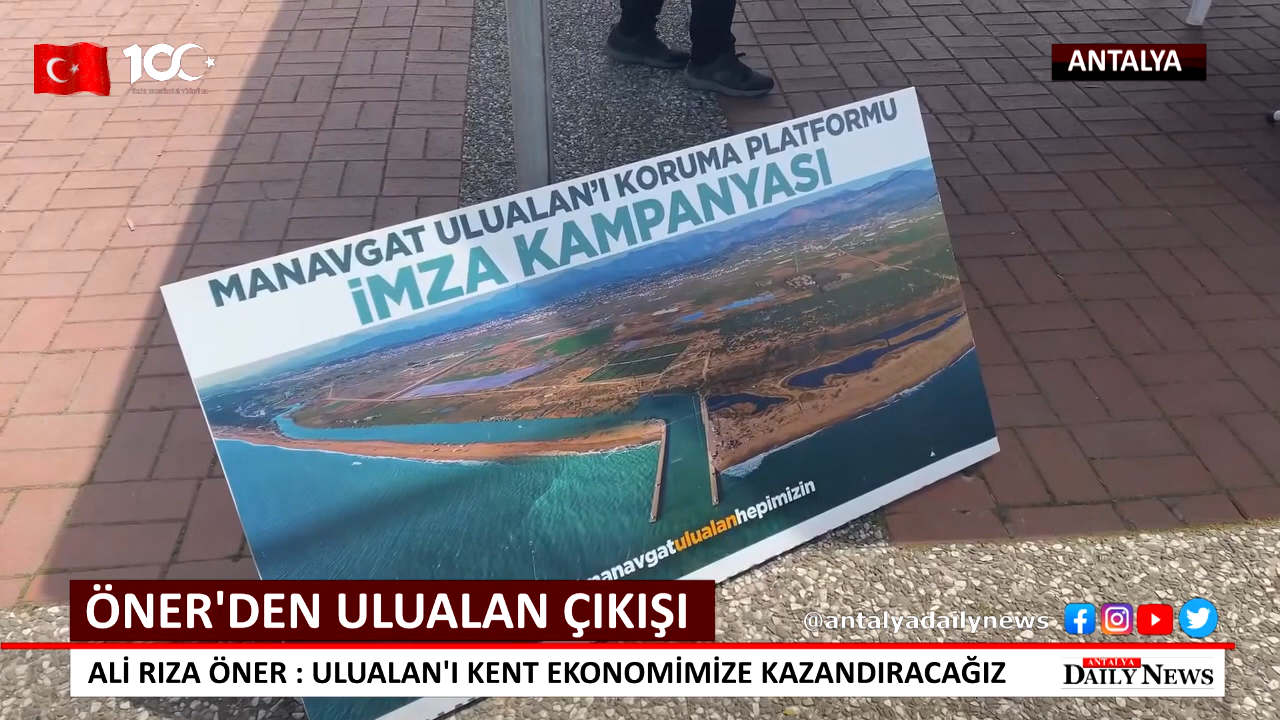 100
ANTALYA
MANAVGAT ULUALAN'I KORUMA PLATFORMU
İMZA KAMPANYASI
manavgatulualanhepimizin
ÖNER'DEN ULUALAN ÇIKIŞI
@antalyadailynews
ALİ RIZA ÖNER : ULUALAN'I KENT EKONOMİMİZE KAZANDIRACAĞIZ
ANTALYA
DAILY NEWS